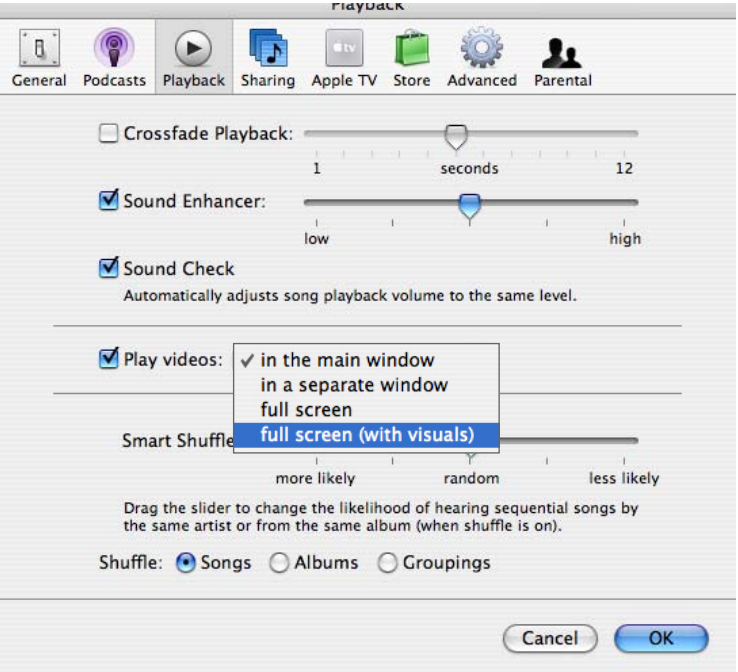 Playback
General Podcasts Playback Sharing Apple TV Store Advanced Parental
Crossfade Playback:
1 seconds 12
Sound Enhancer:
low high
Sound Check
Automatically adjusts song playback volume to the same level.
Play videos: ✓ in the main window
in a separate window
full screen
full screen (with visuals)
Smart Shuffle
more likely random less likely
Drag the slider to change the likelihood of hearing sequential songs by
the same artist or from the same album (when shuffle is on).
Shuffle: Songs Albums Groupings
Cancel OK